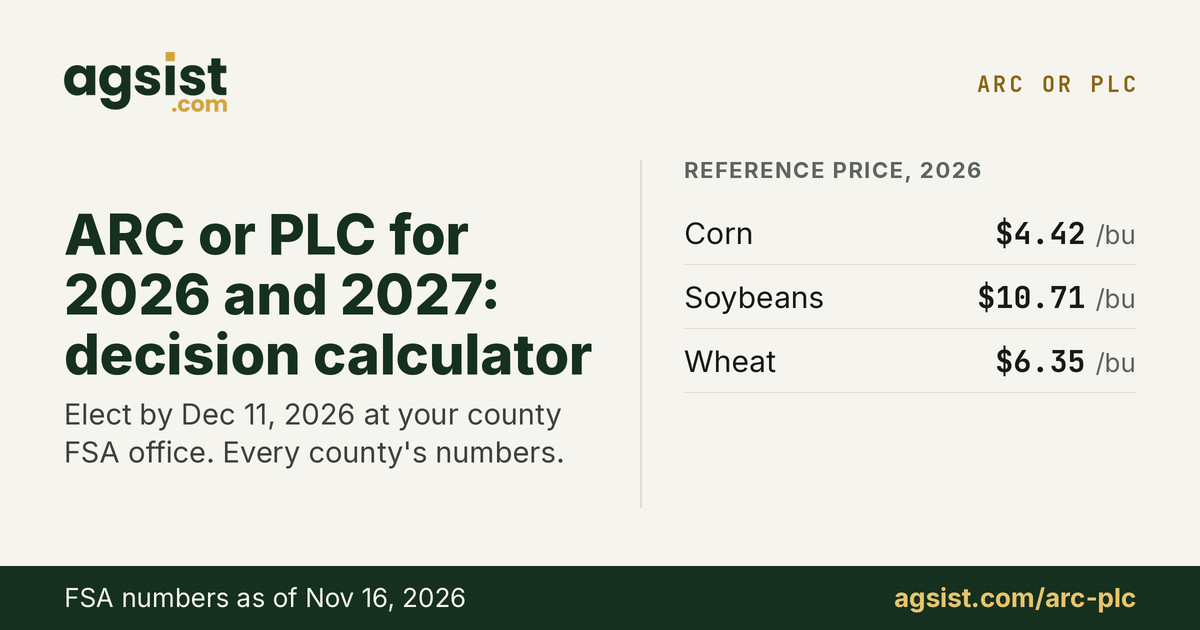 agsist
.com
ARC OR PLC
ARC or PLC for
2026 and 2027:
decision calculator
Elect by Dec 11, 2026 at your county
FSA office. Every county's numbers.
REFERENCE PRICE, 2026
Corn $4.42 /bu
Soybeans $10.71 /bu
Wheat $6.35 /bu
FSA numbers as of Nov 16, 2026
agsist.com/arc-plc